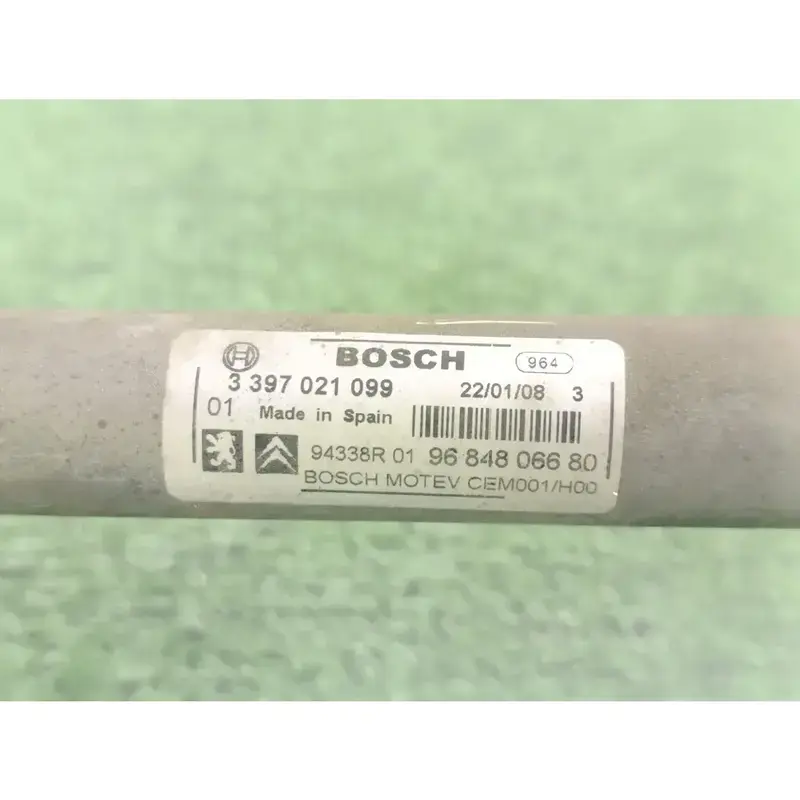 BOSCH 964
3 397 021 099 22/01/08 3
01 Made in Spain
94338R 01 96 848 066 80
BOSCH MOTEV CEM001/H00